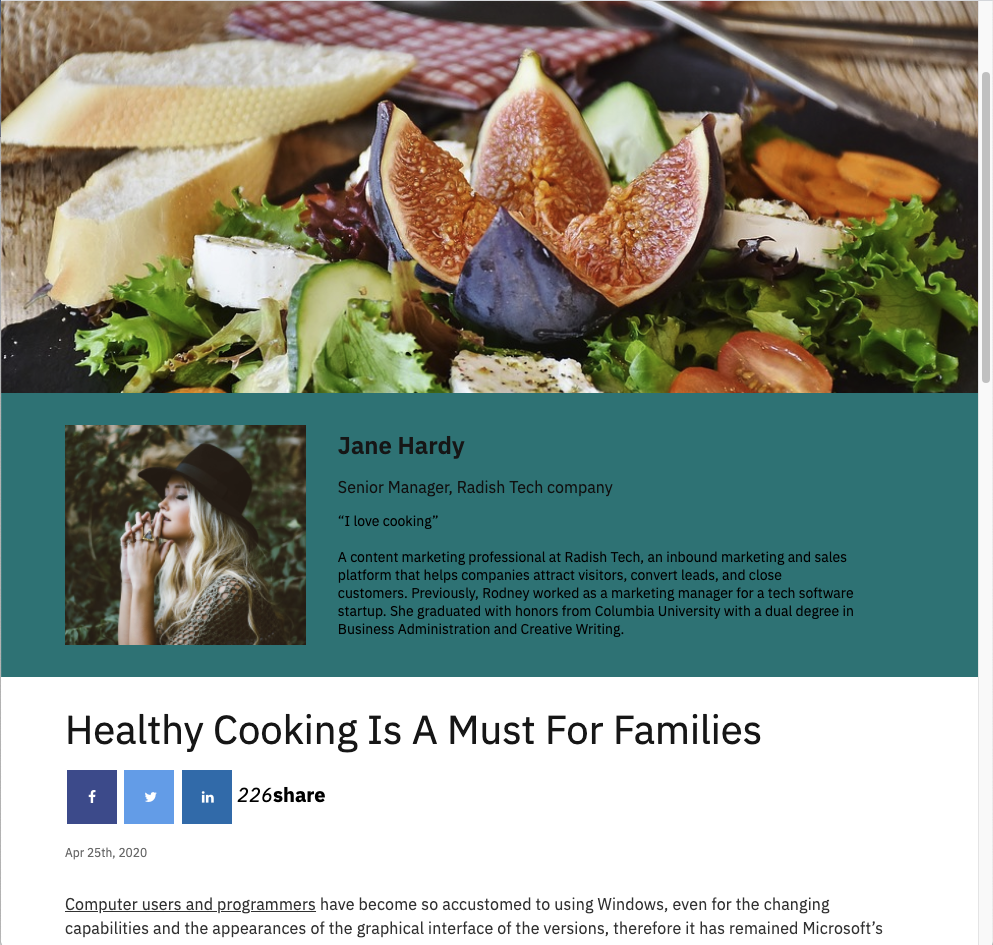 Jane Hardy
Senior Manager, Radish Tech company
“I love cooking”
A content marketing professional at Radish Tech, an inbound marketing and sales
platform that helps companies attract visitors, convert leads, and close
customers. Previously, Rodney worked as a marketing manager for a tech software
startup. She graduated with honors from Columbia University with a dual degree in
Business Administration and Creative Writing.
Healthy Cooking Is A Must For Families
f in 226share
Apr 25th, 2020
Computer users and programmers have become so accustomed to using Windows, even for the changing
capabilities and the appearances of the graphical interface of the versions, therefore it has remained Microsoft’s